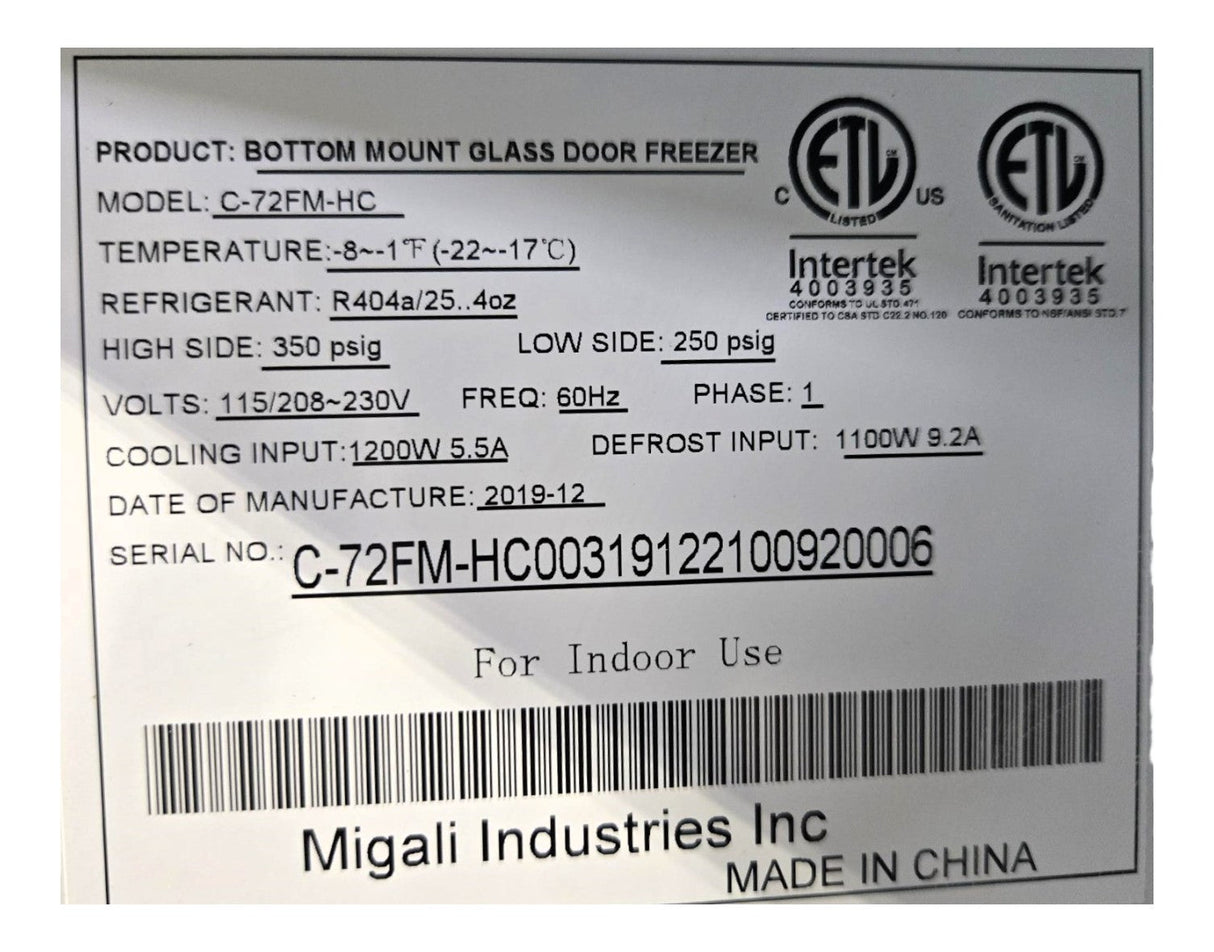 PRODUCT: BOTTOM MOUNT GLASS DOOR FREEZER
MODEL: C-72FM-HC
TEMPERATURE:-8~-1℉(-22~-17℃)
REFRIGERANT: R404a/25..4oz
HIGH SIDE: 350 psig LOW SIDE: 250 psig
VOLTS: 115/208~230V FREQ: 60Hz PHASE: 1
COOLING INPUT:1200W 5.5A DEFROST INPUT: 1100W 9.2A
DATE OF MANUFACTURE: 2019-12
SERIAL NO.: C-72FM-HC00319122100920006
ETL CM
C US
LISTED
Intertek
4003935
CONFORMS TO UL STD.471
CERTIFIED TO CSA STD C22.2 NO.120
ETL CM
SANITATION LISTED
Intertek
4003935
CONFORMS TO NSF/ANSI STD.7
For Indoor Use
Migali Industries Inc
MADE IN CHINA